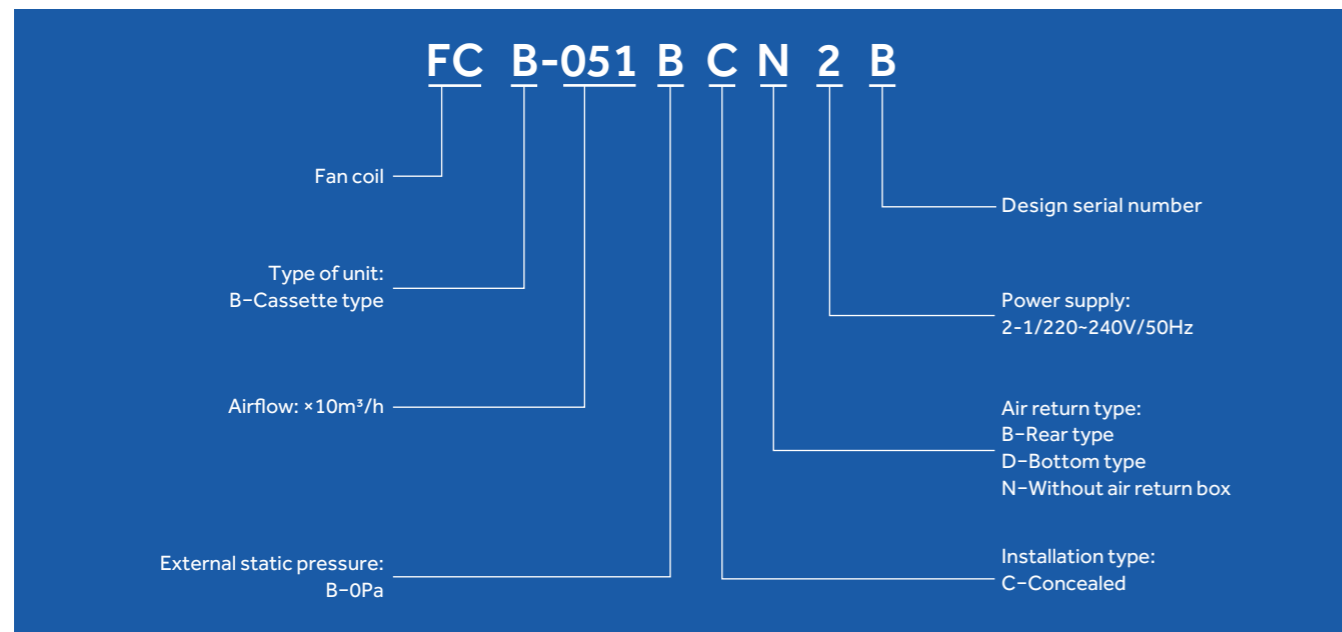 FC B-051 B C N 2 B
Fan coil
Type of unit:
B-Cassette type
Airflow: ×10m³/h
External static pressure:
B-0Pa
Design serial number
Power supply:
2-1/220~240V/50Hz
Air return type:
B-Rear type
D-Bottom type
N-Without air return box
Installation type:
C-Concealed